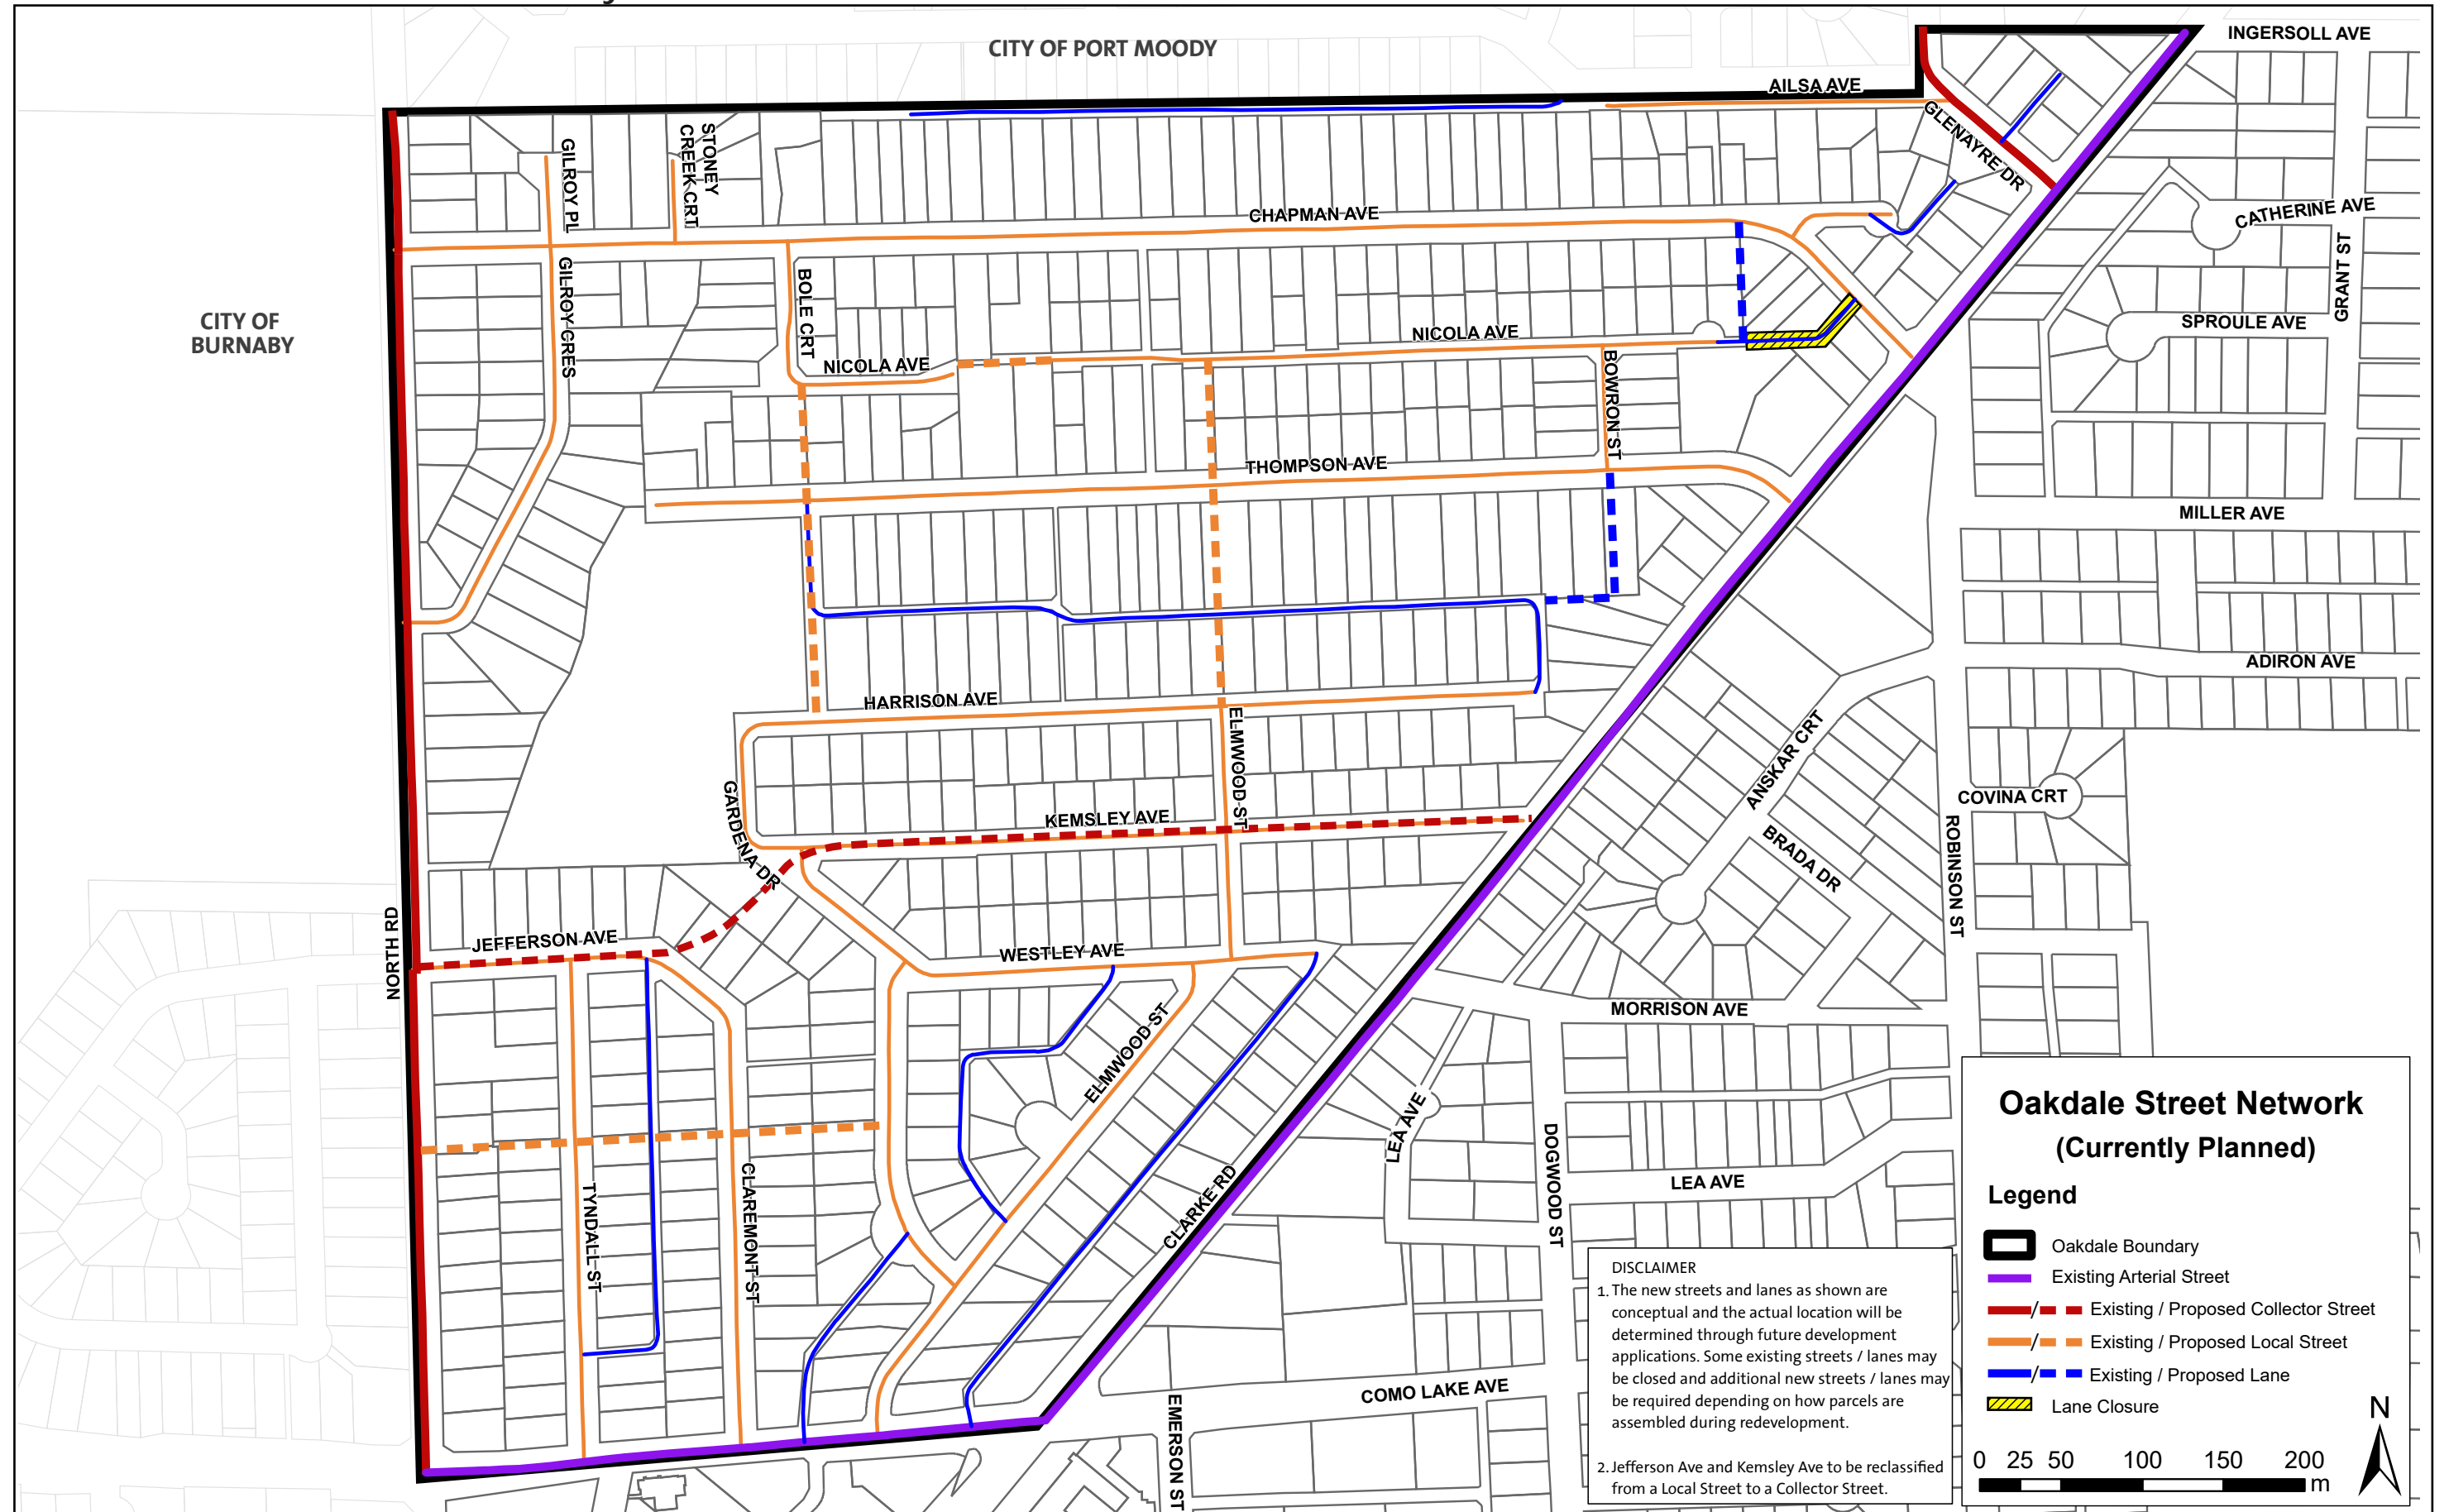 CITY OF PORT MOODY
INGERSOLL AVE
AILSA AVE
GLENAYRE DR
STONEY
CREEK CRT
GILROY PL
CATHERINE AVE
CHAPMAN AVE
GRANT ST
CITY OF
BURNABY
GILROY CRES
BOLE CRT
SPROULE AVE
NICOLA AVE
NICOLA AVE
BOWRON ST
THOMPSON AVE
MILLER AVE
ADIRON AVE
HARRISON AVE
ELMWOOD ST
ANSKAR CRT
GARDENA DR
KEMSLEY AVE
COVINA CRT
BRADA DR
ROBINSON ST
NORTH RD
JEFFERSON AVE
WESTLEY AVE
MORRISON AVE
ELMWOOD ST
LEA AVE
DOGWOOD ST
LEA AVE
CLARKE RD
TYNDALL ST
CLAREMONT ST
COMO LAKE AVE
EMERSON ST
DISCLAIMER
1. The new streets and lanes as shown are
conceptual and the actual location will be
determined through future development
applications. Some existing streets / lanes may
be closed and additional new streets / lanes may
be required depending on how parcels are
assembled during redevelopment.
2. Jefferson Ave and Kemsley Ave to be reclassified
from a Local Street to a Collector Street.
Oakdale Street Network
(Currently Planned)
Legend
Oakdale Boundary
Existing Arterial Street
/ Existing / Proposed Collector Street
/ Existing / Proposed Local Street
/ Existing / Proposed Lane
Lane Closure
N
0 25 50 100 150 200
m